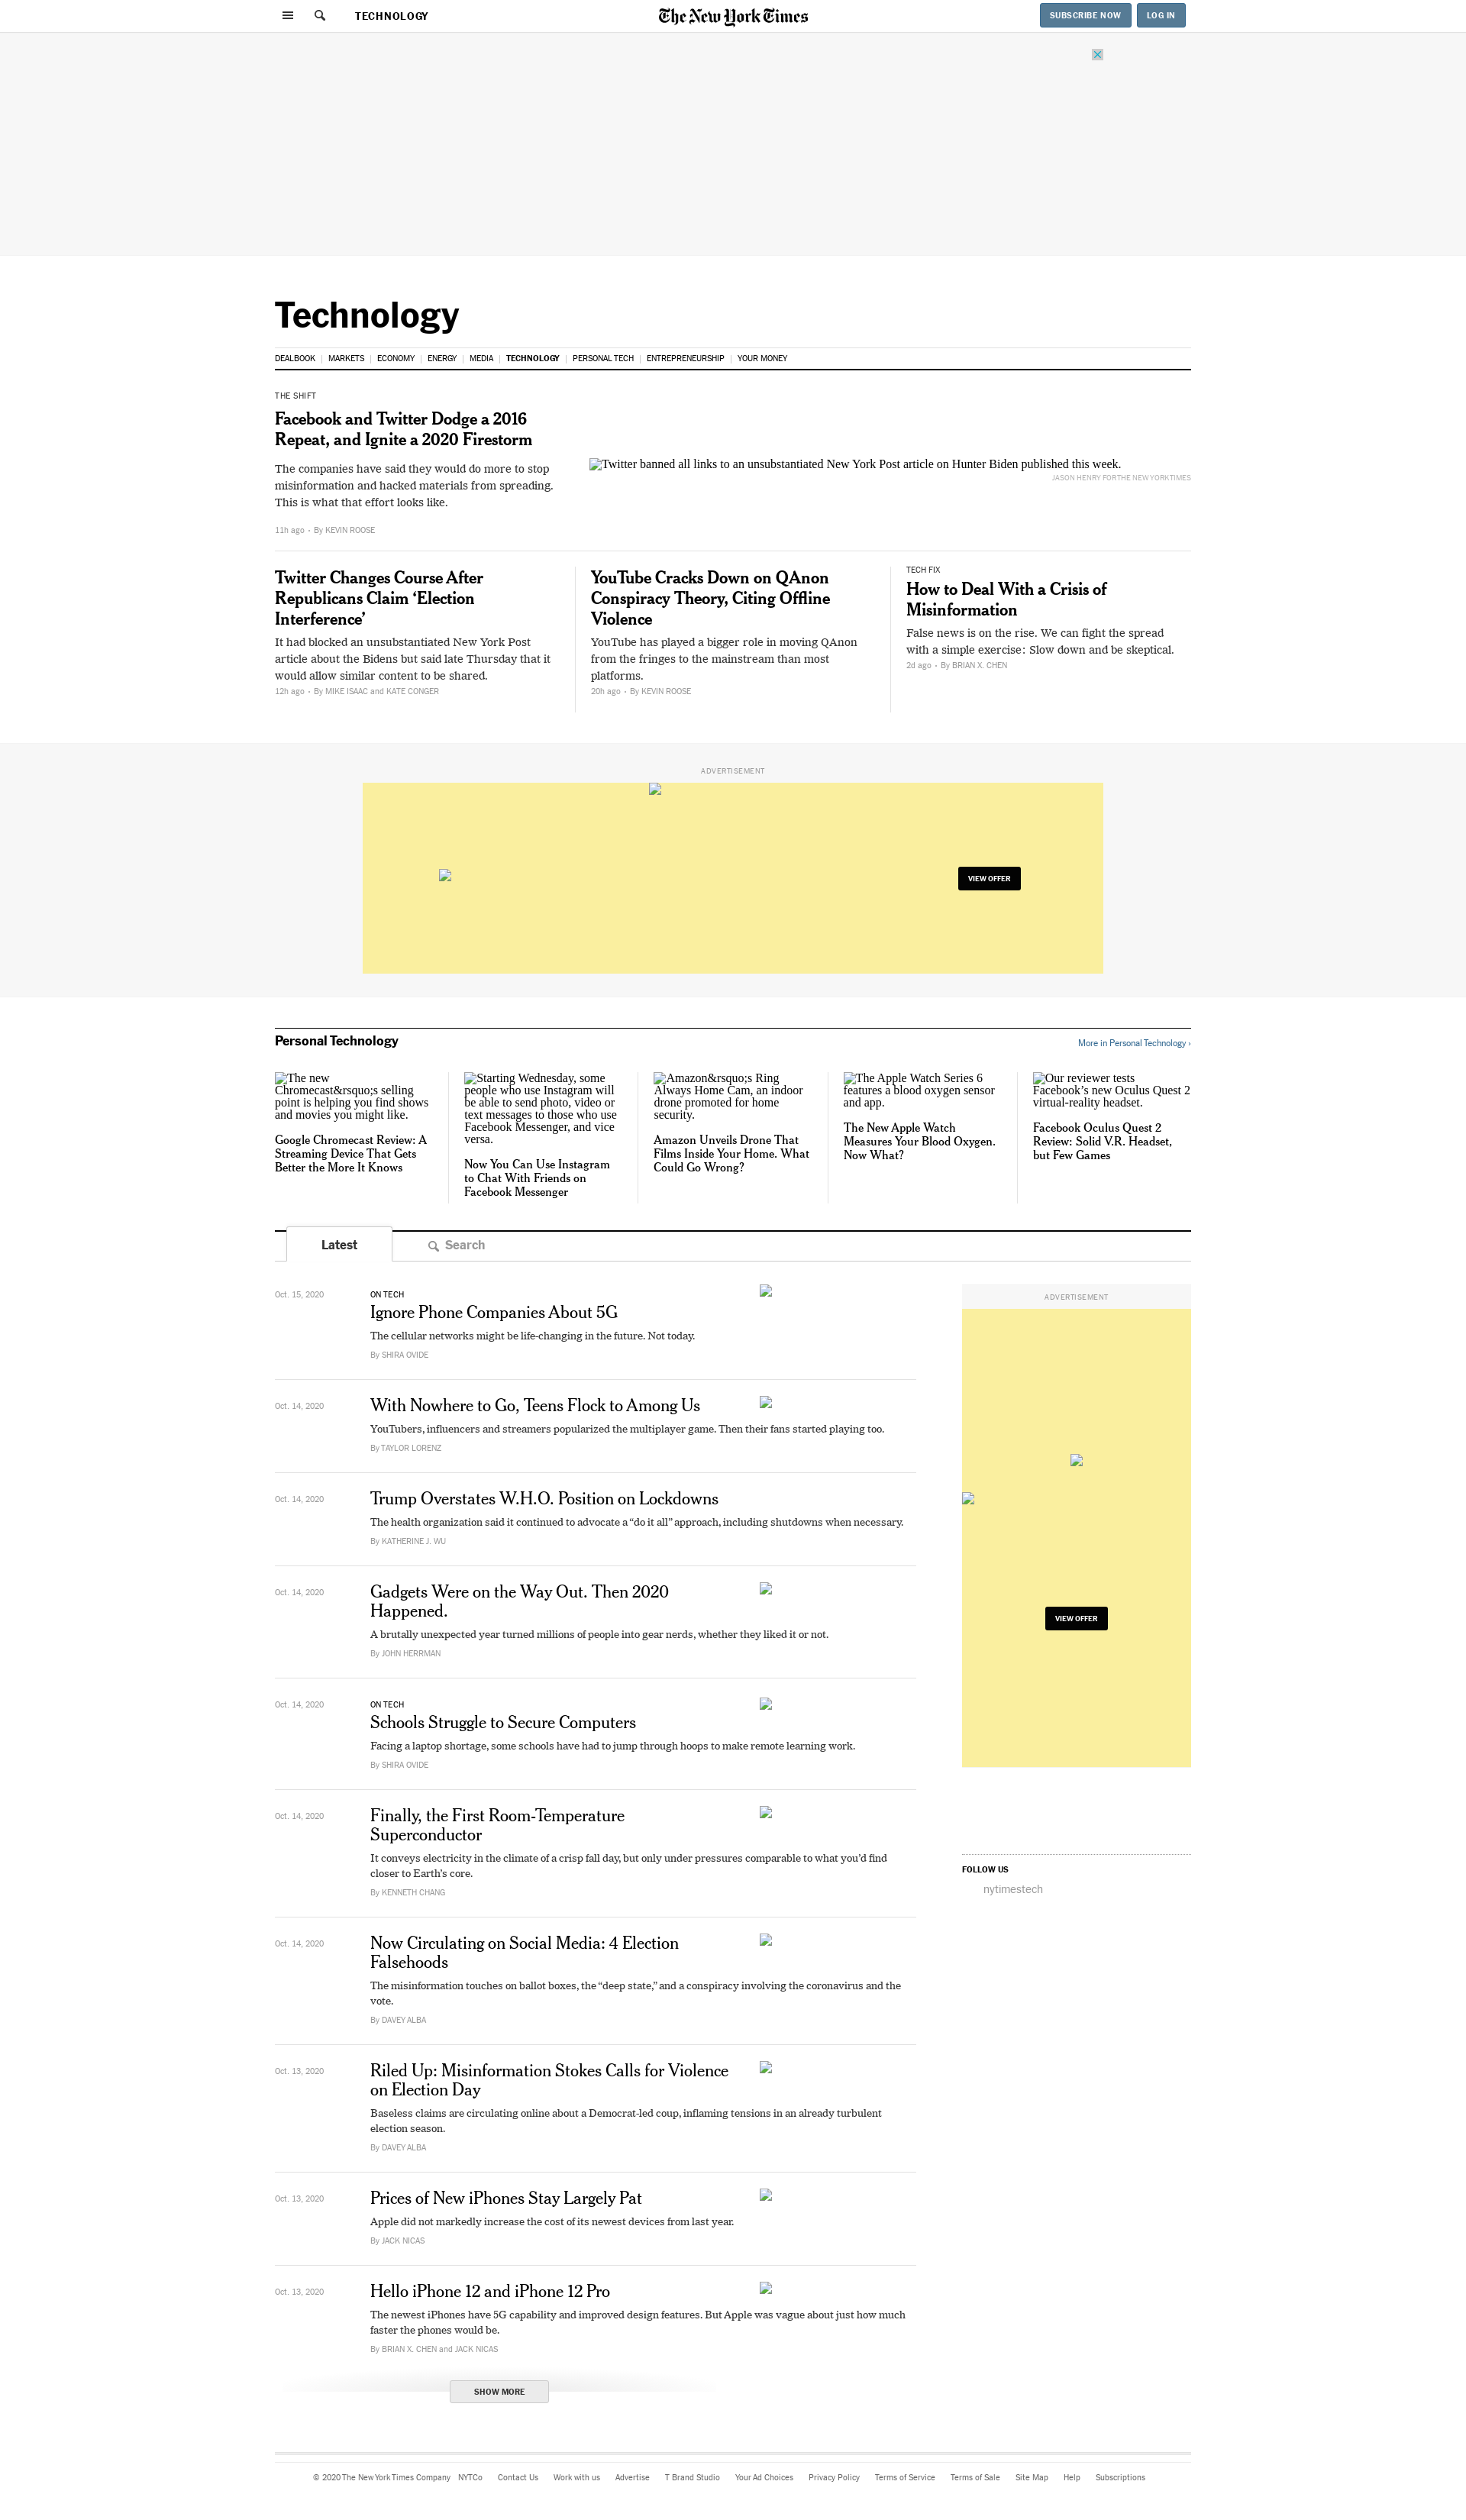 TECHNOLOGY
The New York Times
SUBSCRIBE NOW
LOG IN
Technology
DEALBOOK
MARKETS
ECONOMY
ENERGY
MEDIA
TECHNOLOGY
PERSONAL TECH
ENTREPRENEURSHIP
YOUR MONEY
THE SHIFT
Facebook and Twitter Dodge a 2016
Repeat, and Ignite a 2020 Firestorm
The companies have said they would do more to stop
misinformation and hacked materials from spreading.
This is what that effort looks like.
11h ago • By KEVIN ROOSE
Twitter banned all links to an unsubstantiated New York Post article on Hunter Biden published this week.
JASON HENRY FOR THE NEW YORK TIMES
Twitter Changes Course After
Republicans Claim ‘Election
Interference’
It had blocked an unsubstantiated New York Post
article about the Bidens but said late Thursday that it
would allow similar content to be shared.
12h ago • By MIKE ISAAC and KATE CONGER
YouTube Cracks Down on QAnon
Conspiracy Theory, Citing Offline
Violence
YouTube has played a bigger role in moving QAnon
from the fringes to the mainstream than most
platforms.
20h ago • By KEVIN ROOSE
TECH FIX
How to Deal With a Crisis of
Misinformation
False news is on the rise. We can fight the spread
with a simple exercise: Slow down and be skeptical.
2d ago • By BRIAN X. CHEN
ADVERTISEMENT
VIEW OFFER
Personal Technology
More in Personal Technology ›
The new
Chromecast&rsquo;s selling
point is helping you find shows
and movies you might like.
Google Chromecast Review: A
Streaming Device That Gets
Better the More It Knows
Starting Wednesday, some
people who use Instagram will
be able to send photo, video or
text messages to those who use
Facebook Messenger, and vice
versa.
Now You Can Use Instagram
to Chat With Friends on
Facebook Messenger
Amazon&rsquo;s Ring
Always Home Cam, an indoor
drone promoted for home
security.
Amazon Unveils Drone That
Films Inside Your Home. What
Could Go Wrong?
The Apple Watch Series 6
features a blood oxygen sensor
and app.
The New Apple Watch
Measures Your Blood Oxygen.
Now What?
Our reviewer tests
Facebook’s new Oculus Quest 2
virtual-reality headset.
Facebook Oculus Quest 2
Review: Solid V.R. Headset,
but Few Games
Latest
Search
Oct. 15, 2020
ON TECH
Ignore Phone Companies About 5G
The cellular networks might be life-changing in the future. Not today.
By SHIRA OVIDE
Oct. 14, 2020
With Nowhere to Go, Teens Flock to Among Us
YouTubers, influencers and streamers popularized the multiplayer game. Then their fans started playing too.
By TAYLOR LORENZ
Oct. 14, 2020
Trump Overstates W.H.O. Position on Lockdowns
The health organization said it continued to advocate a “do it all” approach, including shutdowns when necessary.
By KATHERINE J. WU
Oct. 14, 2020
Gadgets Were on the Way Out. Then 2020
Happened.
A brutally unexpected year turned millions of people into gear nerds, whether they liked it or not.
By JOHN HERRMAN
Oct. 14, 2020
ON TECH
Schools Struggle to Secure Computers
Facing a laptop shortage, some schools have had to jump through hoops to make remote learning work.
By SHIRA OVIDE
Oct. 14, 2020
Finally, the First Room-Temperature
Superconductor
It conveys electricity in the climate of a crisp fall day, but only under pressures comparable to what you’d find
closer to Earth’s core.
By KENNETH CHANG
Oct. 14, 2020
Now Circulating on Social Media: 4 Election
Falsehoods
The misinformation touches on ballot boxes, the “deep state,” and a conspiracy involving the coronavirus and the
vote.
By DAVEY ALBA
Oct. 13, 2020
Riled Up: Misinformation Stokes Calls for Violence
on Election Day
Baseless claims are circulating online about a Democrat-led coup, inflaming tensions in an already turbulent
election season.
By DAVEY ALBA
Oct. 13, 2020
Prices of New iPhones Stay Largely Pat
Apple did not markedly increase the cost of its newest devices from last year.
By JACK NICAS
Oct. 13, 2020
Hello iPhone 12 and iPhone 12 Pro
The newest iPhones have 5G capability and improved design features. But Apple was vague about just how much
faster the phones would be.
By BRIAN X. CHEN and JACK NICAS
SHOW MORE
ADVERTISEMENT
VIEW OFFER
FOLLOW US
nytimestech
© 2020 The New York Times Company
NYTCo
Contact Us
Work with us
Advertise
T Brand Studio
Your Ad Choices
Privacy Policy
Terms of Service
Terms of Sale
Site Map
Help
Subscriptions